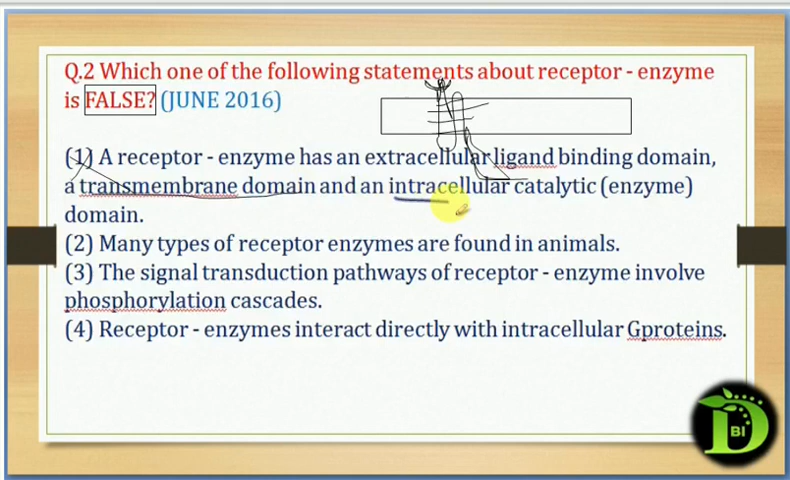 Q.2 Which one of the following statements about receptor - enzyme
is FALSE? (JUNE 2016)
(1) A receptor - enzyme has an extracellular ligand binding domain,
a transmembrane domain and an intracellular catalytic (enzyme)
domain.
(2) Many types of receptor enzymes are found in animals.
(3) The signal transduction pathways of receptor - enzyme involve
phosphorylation cascades.
(4) Receptor - enzymes interact directly with intracellular Gproteins.
D BI